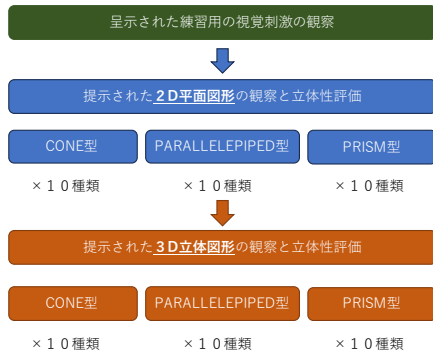 呈示された練習用の視覚刺激の観察
提示された２D平面図形の観察と立体性評価
CONE型 PARALLELEPIPED型 PRISM型
×１０種類 ×１０種類 ×１０種類
提示された３D立体図形の観察と立体性評価
CONE型 PARALLELEPIPED型 PRISM型
×１０種類 ×１０種類 ×１０種類